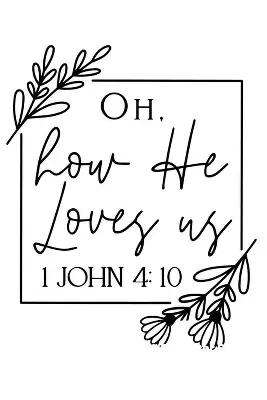 OH,
how He
Loves us
1 JOHN 4:10